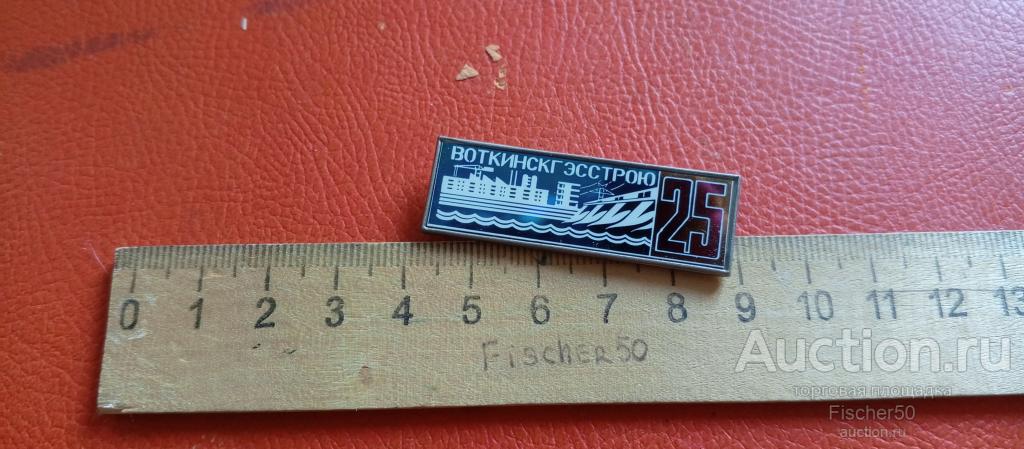 ВОТКИНСКГЭССТРОЮ
25
0 1 2 3 4 5 6 7 8 9 10 11 12 13
Fischer50
Auction.ru
торговая площадка
Fischer50
auction.ru